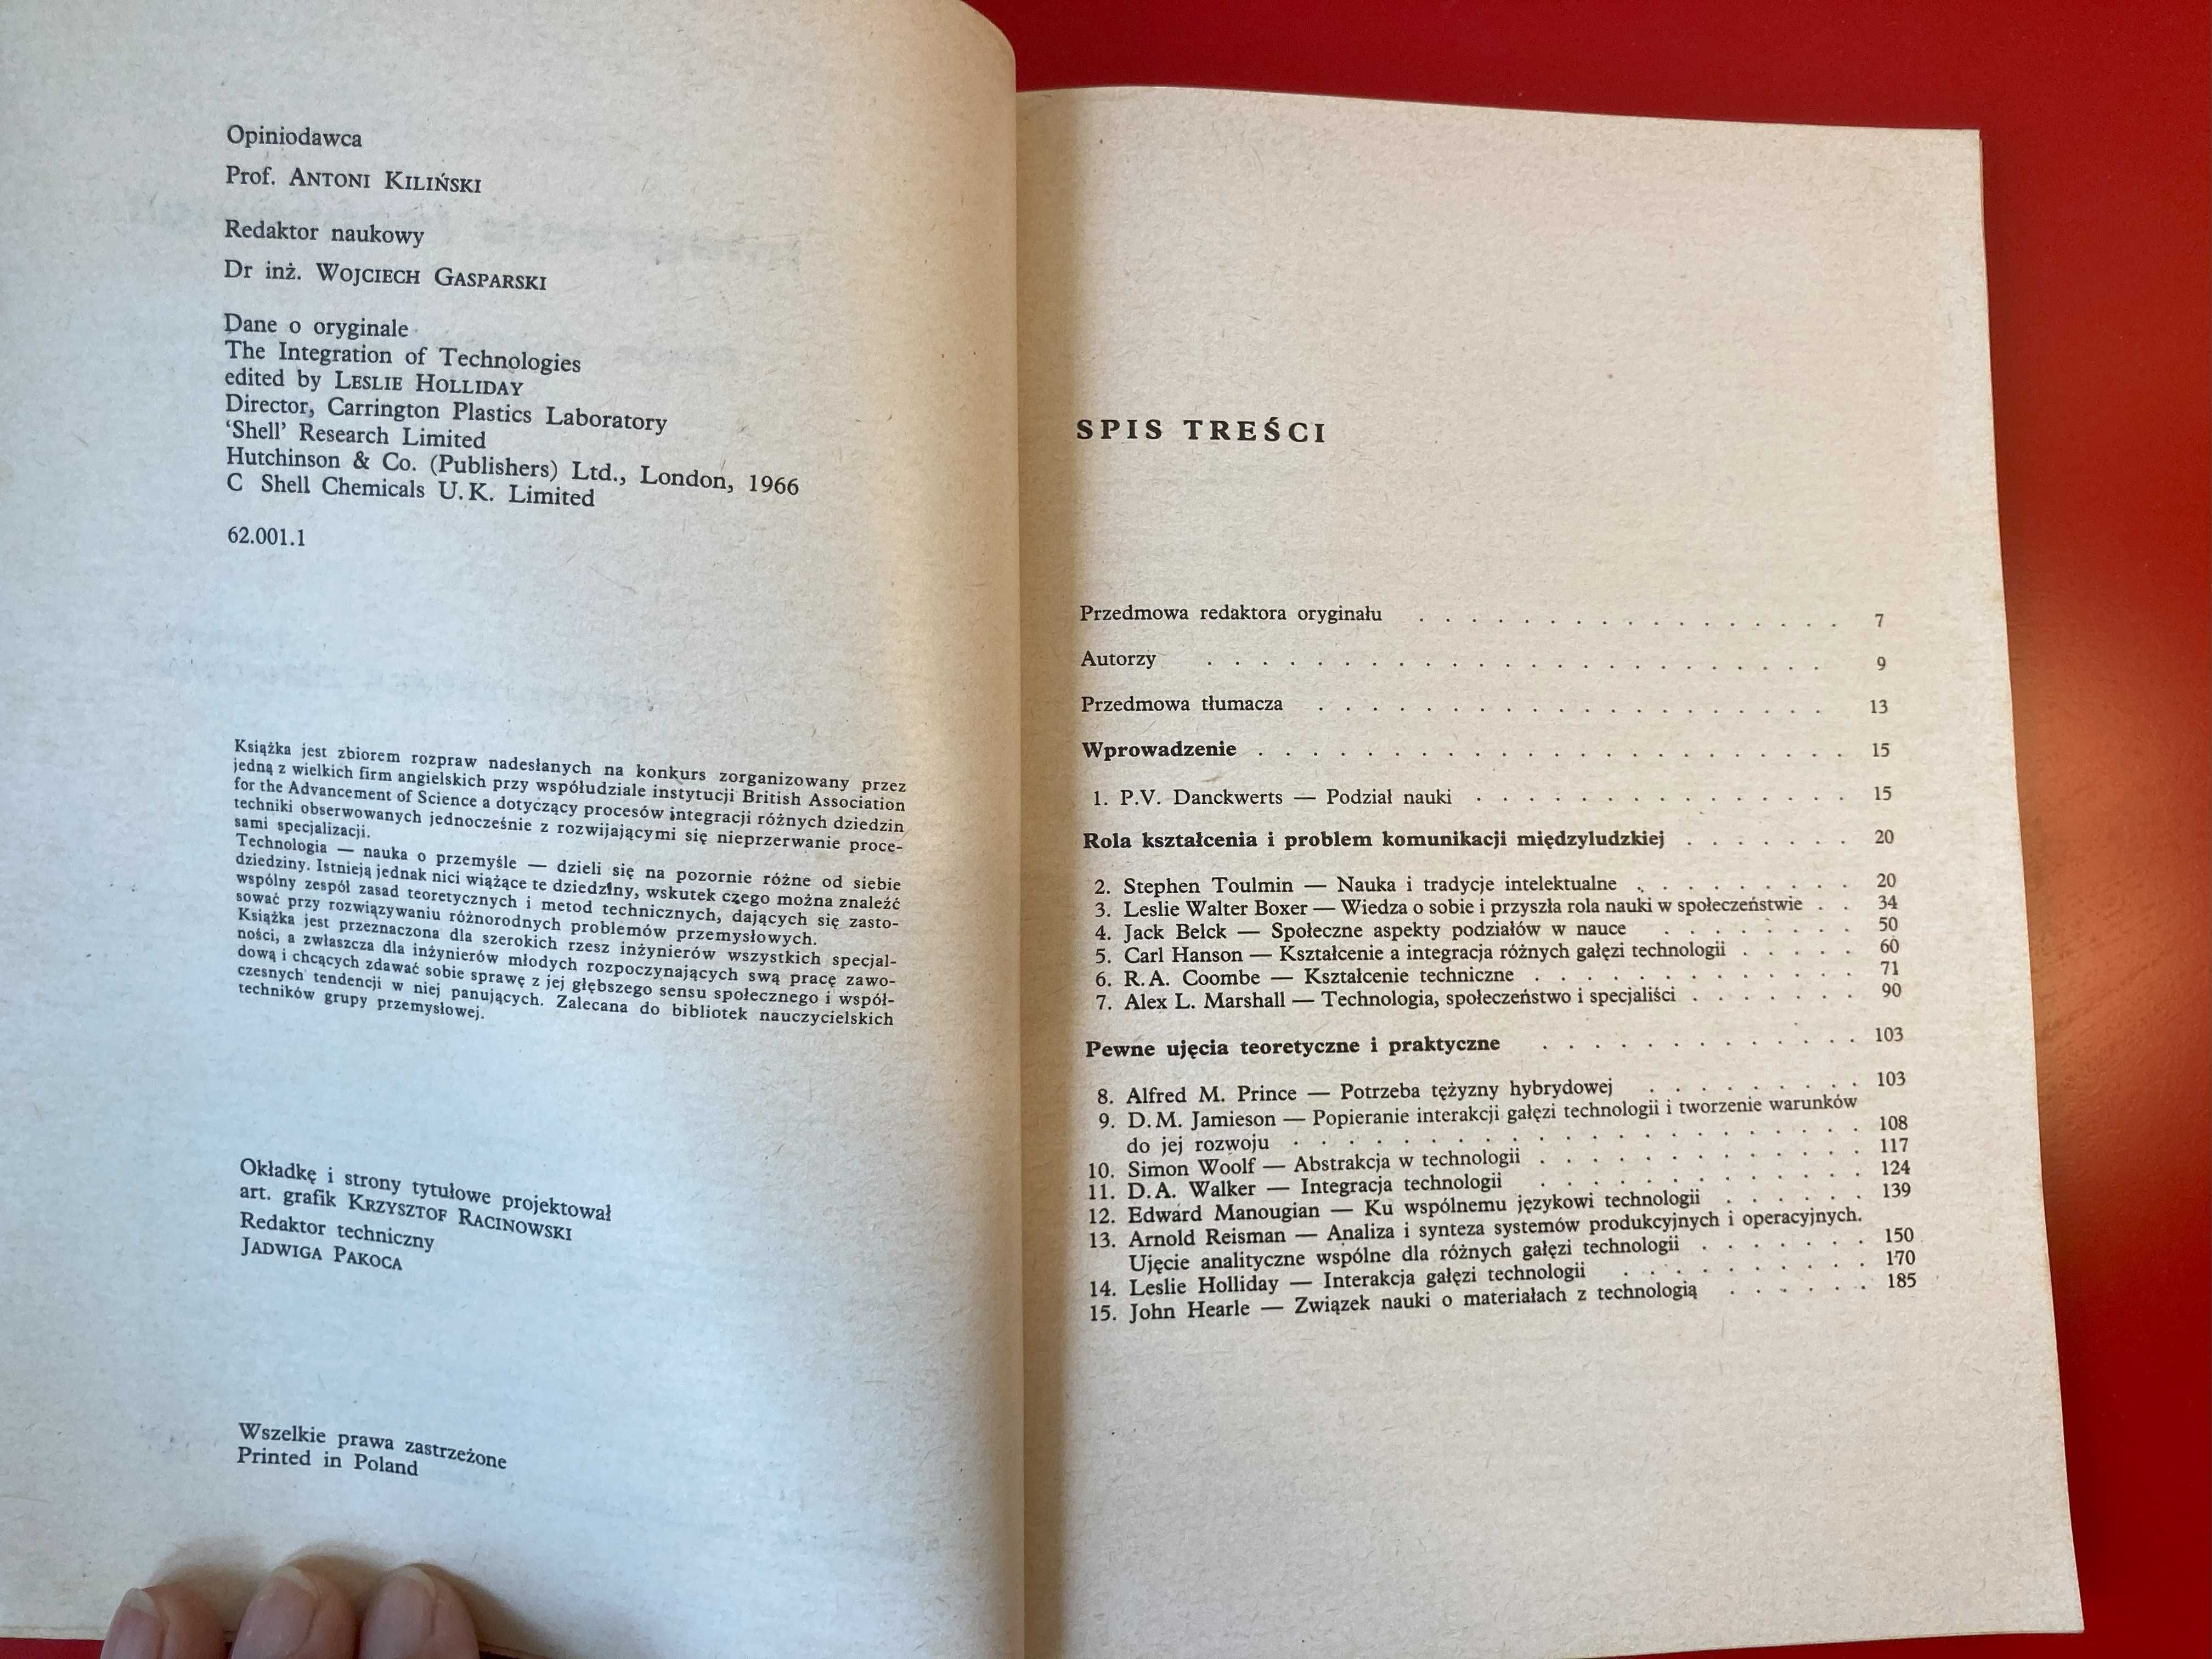 Opiniodawca
Prof. ANTONI KILIŃSKI
Redaktor naukowy
Dr inż. WOJCIECH GASPARSKI
Dane o oryginale
The Integration of Technologies
edited by LESLIE HOLLIDAY
Director, Carrington Plastics Laboratory
‘Shell’ Research Limited
Hutchinson & Co. (Publishers) Ltd., London, 1966
C Shell Chemicals U.K. Limited
62.001.1
Książka jest zbiorem rozpraw nadesłanych na konkurs zorganizowany przez
jedną z wielkich firm angielskich przy współudziale instytucji British Association
for the Advancement of Science a dotyczący procesów integracji różnych dziedzin
techniki obserwowanych jednocześnie z rozwijającymi się nieprzerwanie proce-
sami specjalizacji.
Technologia — nauka o przemyśle — dzieli się na pozornie różne od siebie
dziedziny. Istnieją jednak nici wiążące te dziedziny, wskutek czego można znaleźć
wspólny zespół zasad teoretycznych i metod technicznych, dających się zasto-
sować przy rozwiązywaniu różnorodnych problemów przemysłowych.
Książka jest przeznaczona dla szerokich rzesz inżynierów wszystkich specjal-
ności, a zwłaszcza dla inżynierów młodych rozpoczynających swą pracę zawo-
dową i chcących zdawać sobie sprawę z jej głębszego sensu społecznego i współ-
czesnych tendencji w niej panujących. Zalecana do bibliotek nauczycielskich
techników grupy przemysłowej.
Okładkę i strony tytułowe projektował
art. grafik KRZYSZTOF RACINOWSKI
Redaktor techniczny
JADWIGA PAKOCA
Wszelkie prawa zastrzeżone
Printed in Poland
SPIS TREŚCI
Przedmowa redaktora oryginału . . . . . . . . . . . . . . . . . 7
Autorzy . . . . . . . . . . . . . . . . . . . . . . 9
Przedmowa tłumacza . . . . . . . . . . . . . . . . . . 13
Wprowadzenie . . . . . . . . . . . . . . . . . . . . 15
1. P.V. Danckwerts — Podział nauki . . . . . . . . . . . . . . 15
Rola kształcenia i problem komunikacji międzyludzkiej . . . . . . . 20
2. Stephen Toulmin — Nauka i tradycje intelektualne . . . . . . . . . 20
3. Leslie Walter Boxer — Wiedza o sobie i przyszła rola nauki w społeczeństwie . . 34
4. Jack Belck — Społeczne aspekty podziałów w nauce . . . . . . . . 50
5. Carl Hanson — Kształcenie a integracja różnych gałęzi technologii . . . . . 60
6. R.A. Coombe — Kształcenie techniczne . . . . . . . . . . . . 71
7. Alex L. Marshall — Technologia, społeczeństwo i specjaliści . . . . . . . 90
Pewne ujęcia teoretyczne i praktyczne . . . . . . . . . . . . . 103
8. Alfred M. Prince — Potrzeba tężyzny hybrydowej . . . . . . . . . 103
9. D.M. Jamieson — Popieranie interakcji gałęzi technologii i tworzenie warunków
do jej rozwoju . . . . . . . . . . . . . . . . . . . . 108
10. Simon Woolf — Abstrakcja w technologii . . . . . . . . . . . . 117
11. D.A. Walker — Integracja technologii . . . . . . . . . . . . 124
12. Edward Manougian — Ku wspólnemu językowi technologii . . . . . . 139
13. Arnold Reisman — Analiza i synteza systemów produkcyjnych i operacyjnych.
Ujęcie analityczne wspólne dla różnych gałęzi technologii . . . . . . . 150
14. Leslie Holliday — Interakcja gałęzi technologii . . . . . . . . . . 170
15. John Hearle — Związek nauki o materiałach z technologią . . . . . . 185